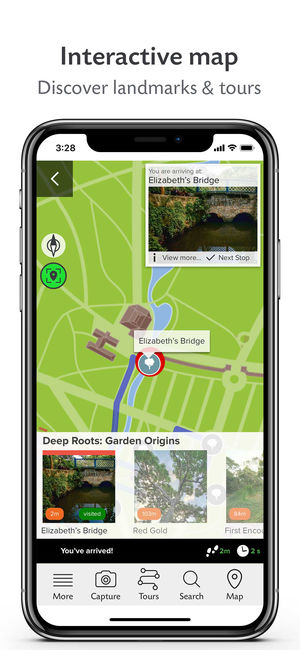 Interactive map
Discover landmarks & tours
3:28
You are arriving at:
Elizabeth's Bridge
View more...
Next Stop
Elizabeth's Bridge
Deep Roots: Garden Origins
2m
visited
103m
84m
Elizabeth's Bridge
Red Gold
First Encou
You've arrived!
2m
2 s
More
Capture
Tours
Search
Map